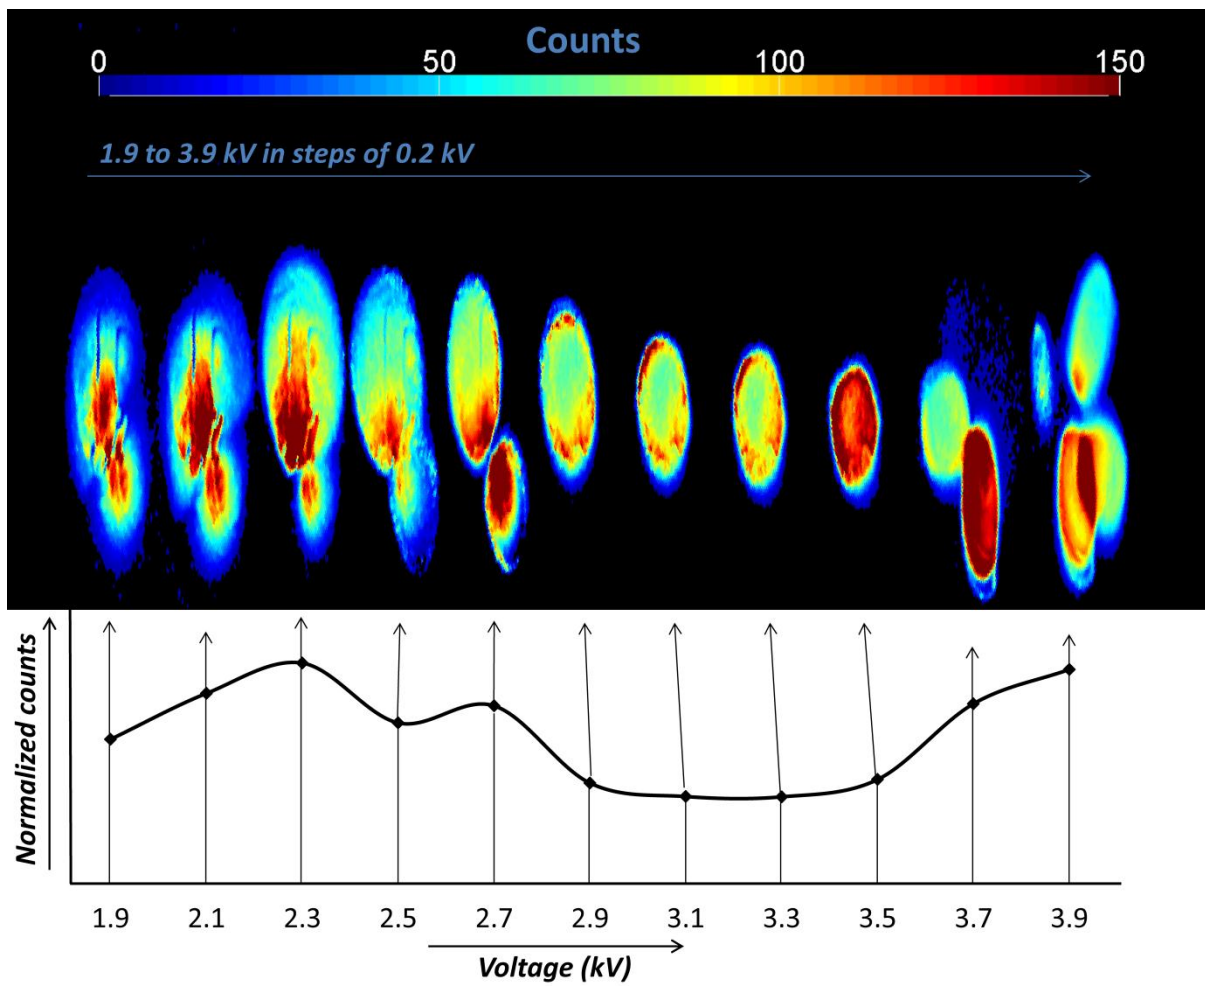 Counts
0 50 100 150
1.9 to 3.9 kV in steps of 0.2 kV
Normalized counts
1.9 2.1 2.3 2.5 2.7 2.9 3.1 3.3 3.5 3.7 3.9
Voltage (kV)